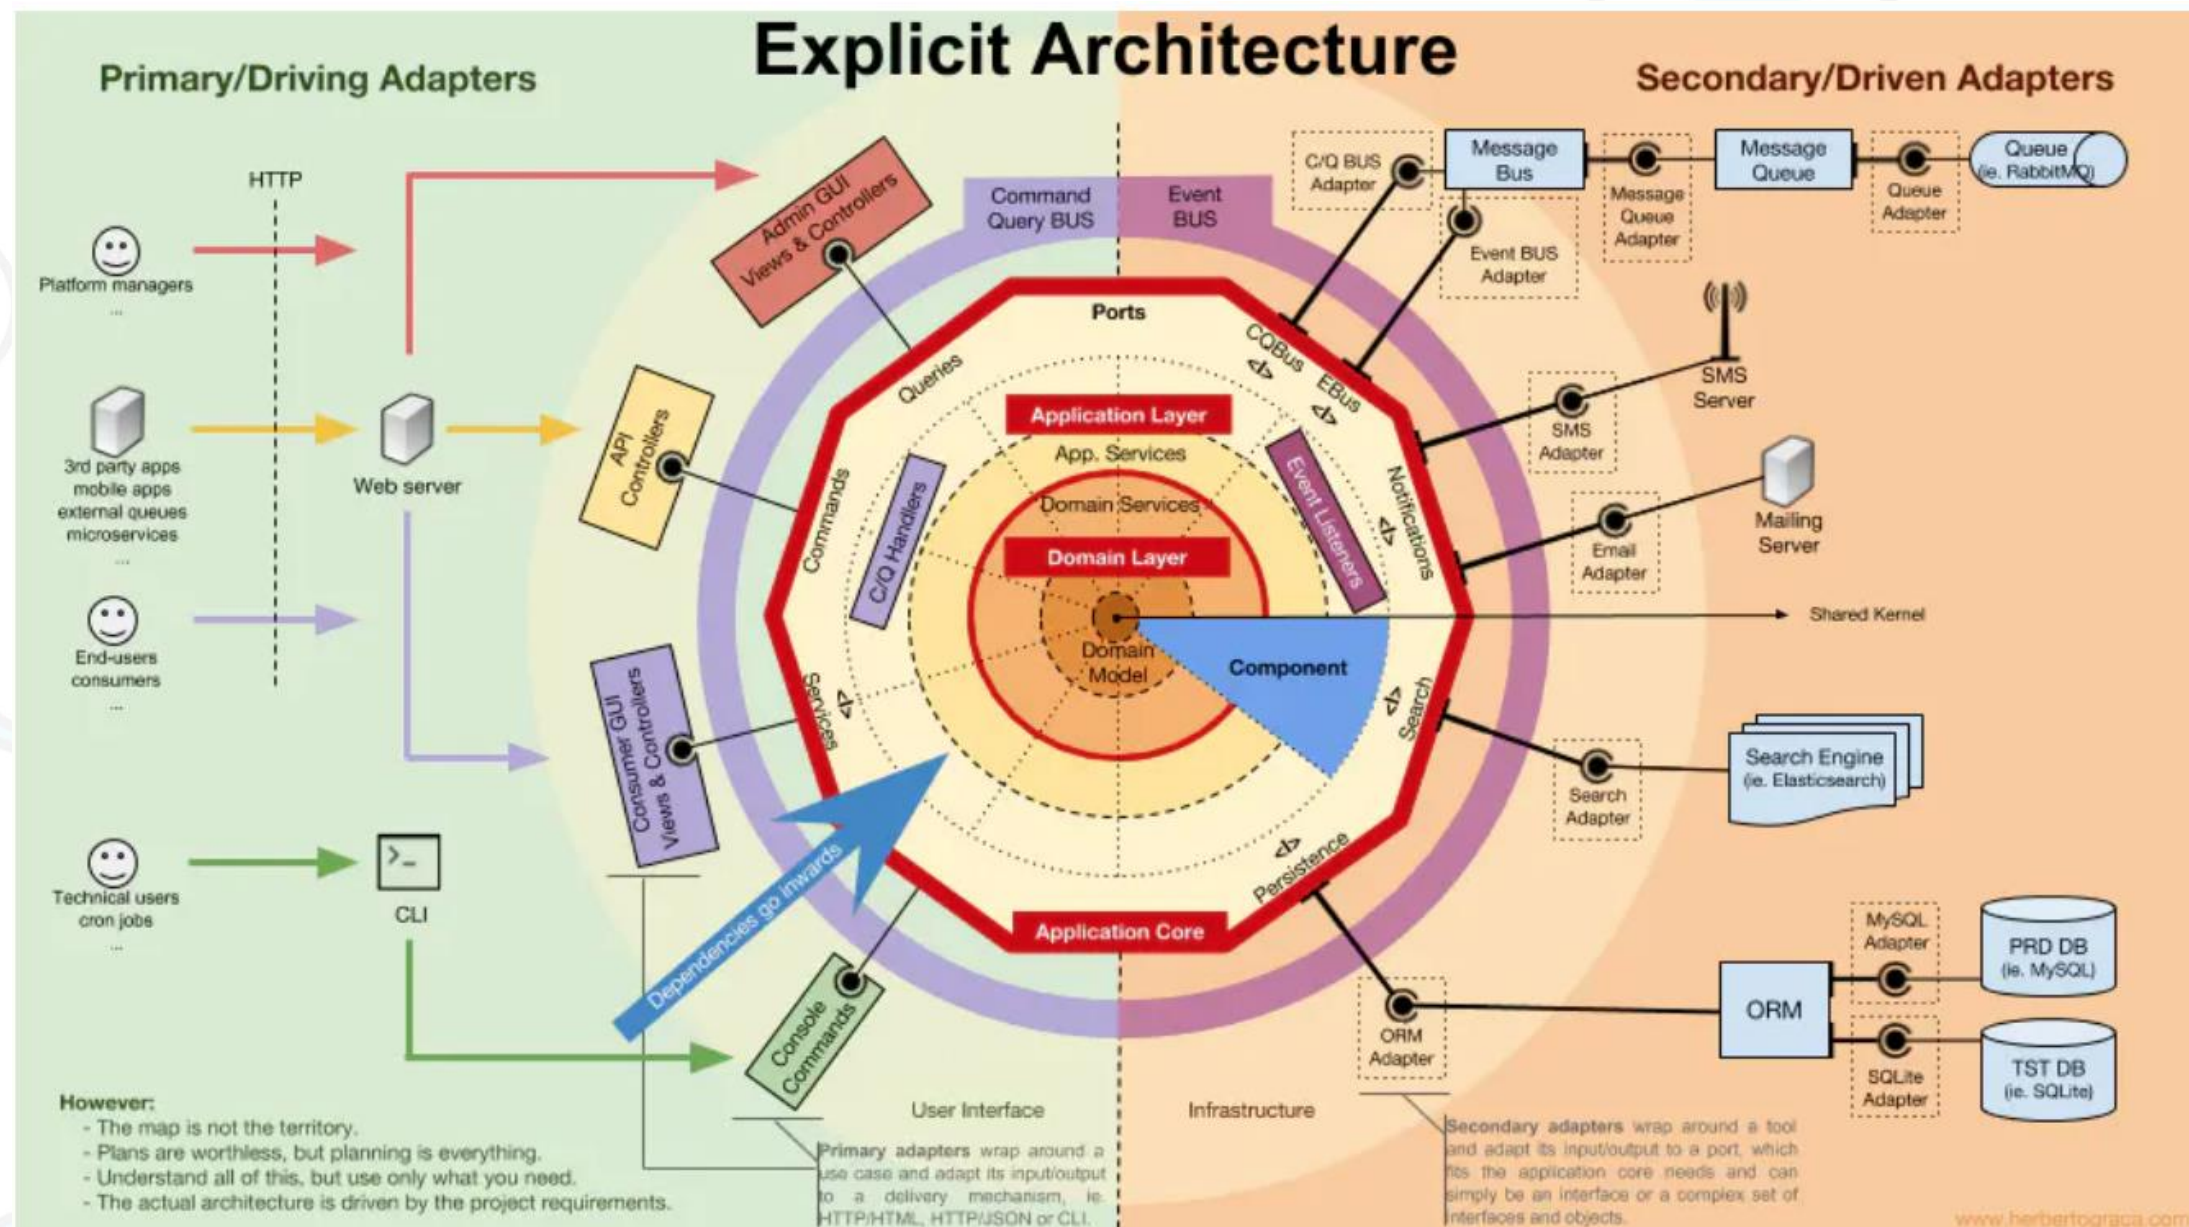 Explicit Architecture
Primary/Driving Adapters
Secondary/Driven Adapters
HTTP
Platform managers
...
3rd party apps
mobile apps
external queues
microservices
...
End-users
consumers
...
Technical users
cron jobs
...
Web server
CLI
Admin GUI
Views & Controllers
API
Controllers
Consumer GUI
Views & Controllers
Console
Commands
Command
Query BUS
Event
BUS
Ports
Queries
Commands
Services
</>
CQBus
</>
EBus
</>
Notifications
</>
Search
</>
Persistence
</>
Application Layer
App. Services
Domain Services
Domain Layer
Domain
Model
C/Q Handlers
Event Listeners
Component
Application Core
Dependencies go inwards
Shared Kernel
C/Q BUS
Adapter
Message
Bus
Message
Queue
Adapter
Message
Queue
Queue
Adapter
Queue
(ie. RabbitMQ)
Event BUS
Adapter
SMS
Server
SMS
Adapter
Mailing
Server
Email
Adapter
Search Engine
(ie. Elasticsearch)
Search
Adapter
MySQL
Adapter
PRD DB
(ie. MySQL)
ORM
ORM
Adapter
SQLite
Adapter
TST DB
(ie. SQLite)
User Interface
Infrastructure
However:
- The map is not the territory.
- Plans are worthless, but planning is everything.
- Understand all of this, but use only what you need.
- The actual architecture is driven by the project requirements.
Primary adapters wrap around a
use case and adapt its input/output
to a delivery mechanism, ie.
HTTP/HTML, HTTP/JSON or CLI.
Secondary adapters wrap around a tool
and adapt its input/output to a port, which
fits the application core needs and can
simply be an interface or a complex set of
interfaces and objects.
www.herbertograca.com